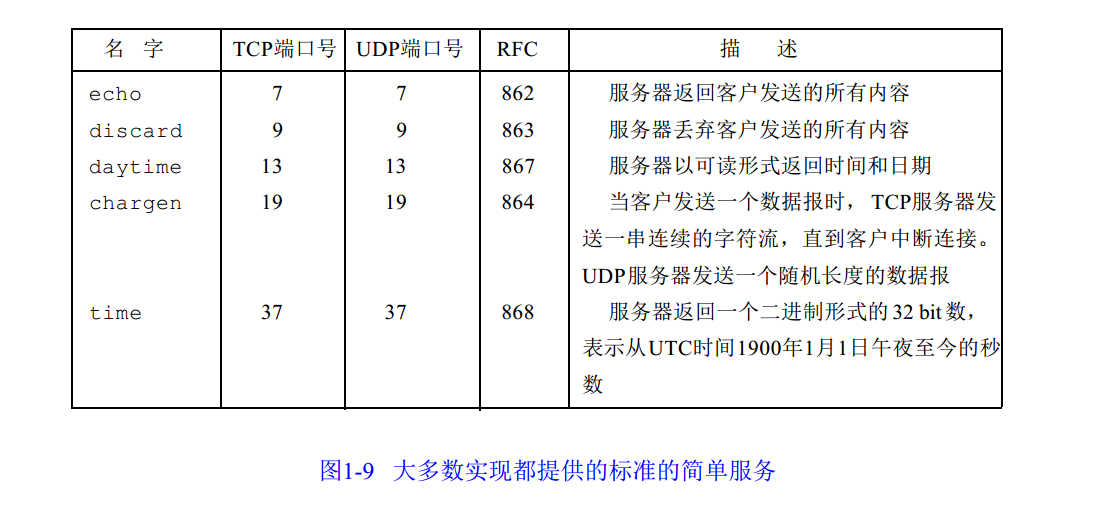 名 字 TCP端口号 UDP端口号 RFC 描 述
echo 7 7 862 服务器返回客户发送的所有内容
discard 9 9 863 服务器丢弃客户发送的所有内容
daytime 13 13 867 服务器以可读形式返回时间和日期
chargen 19 19 864 当客户发送一个数据报时，TCP服务器发
送一串连续的字符流，直到客户中断连接。
UDP服务器发送一个随机长度的数据报
time 37 37 868 服务器返回一个二进制形式的32 bit数，
表示从UTC时间1900年1月1日午夜至今的秒
数
图1-9 大多数实现都提供的标准的简单服务